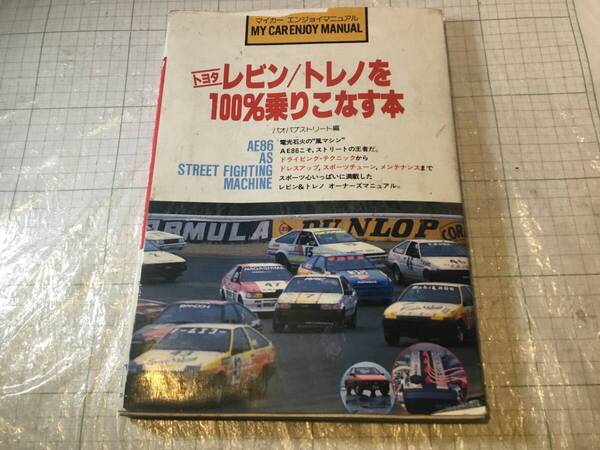 マイカー エンジョイマニュアル
MY CAR ENJOY MANUAL
トヨタ レビン/トレノを
100%乗りこなす本
バオバブストリート編
AE86
AS
STREET FIGHTING
MACHINE
電光石火の"風マシン"
AE86こそ、ストリートの王者だ。
ドライビング・テクニックから
ドレスアップ、スポーツチューン、メンテナンスまで
スポーツ心いっぱいに満載した
レビン&トレノ オーナーズマニュアル。
FORMULA
DUNLOP
COR